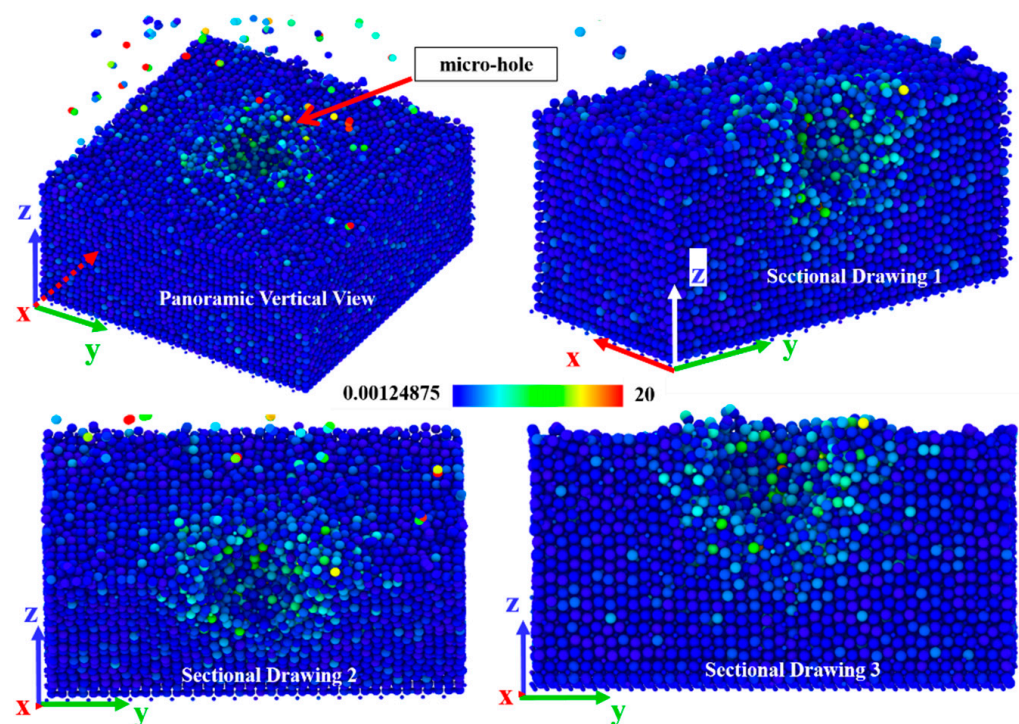 micro-hole
z
x
y
Panoramic Vertical View
z
x
y
Sectional Drawing 1
0.00124875
20
z
x
y
Sectional Drawing 2
z
x
y
Sectional Drawing 3